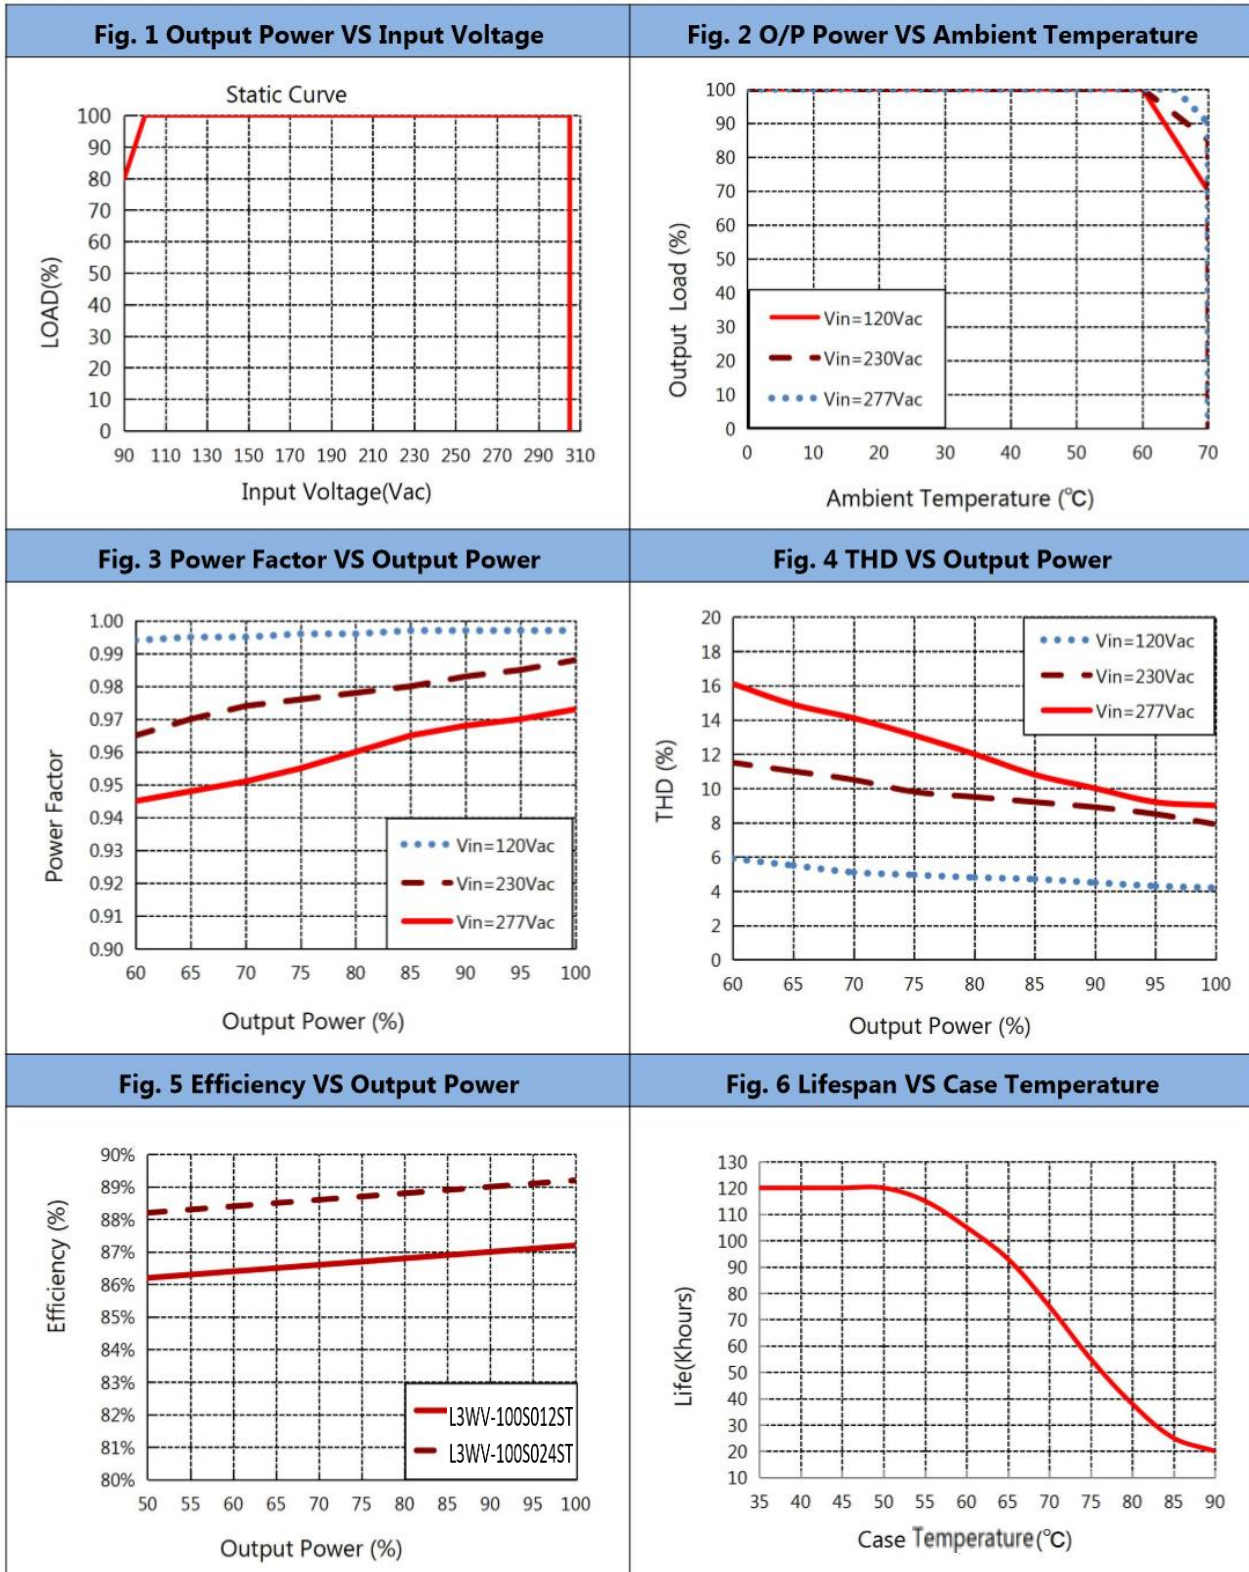 Fig. 1 Output Power VS Input Voltage
Fig. 2 O/P Power VS Ambient Temperature
Static Curve
100
90
80
70
60
50
40
30
20
10
0
LOAD(%)
90 110 130 150 170 190 210 230 250 270 290 310
Input Voltage(Vac)
100
90
80
70
60
50
40
30
20
10
0
Output Load (%)
Vin=120Vac
Vin=230Vac
Vin=277Vac
0 10 20 30 40 50 60 70
Ambient Temperature (℃)
Fig. 3 Power Factor VS Output Power
Fig. 4 THD VS Output Power
1.00
0.99
0.98
0.97
0.96
0.95
0.94
0.93
0.92
0.91
0.90
Power Factor
Vin=120Vac
Vin=230Vac
Vin=277Vac
60 65 70 75 80 85 90 95 100
Output Power (%)
20
18
16
14
12
10
8
6
4
2
0
THD (%)
Vin=120Vac
Vin=230Vac
Vin=277Vac
60 65 70 75 80 85 90 95 100
Output Power (%)
Fig. 5 Efficiency VS Output Power
Fig. 6 Lifespan VS Case Temperature
90%
89%
88%
87%
86%
85%
84%
83%
82%
81%
80%
Efficiency (%)
L3WV-100S012ST
L3WV-100S024ST
50 55 60 65 70 75 80 85 90 95 100
Output Power (%)
130
120
110
100
90
80
70
60
50
40
30
20
10
Life(Khours)
35 40 45 50 55 60 65 70 75 80 85 90
Case Temperature(℃)